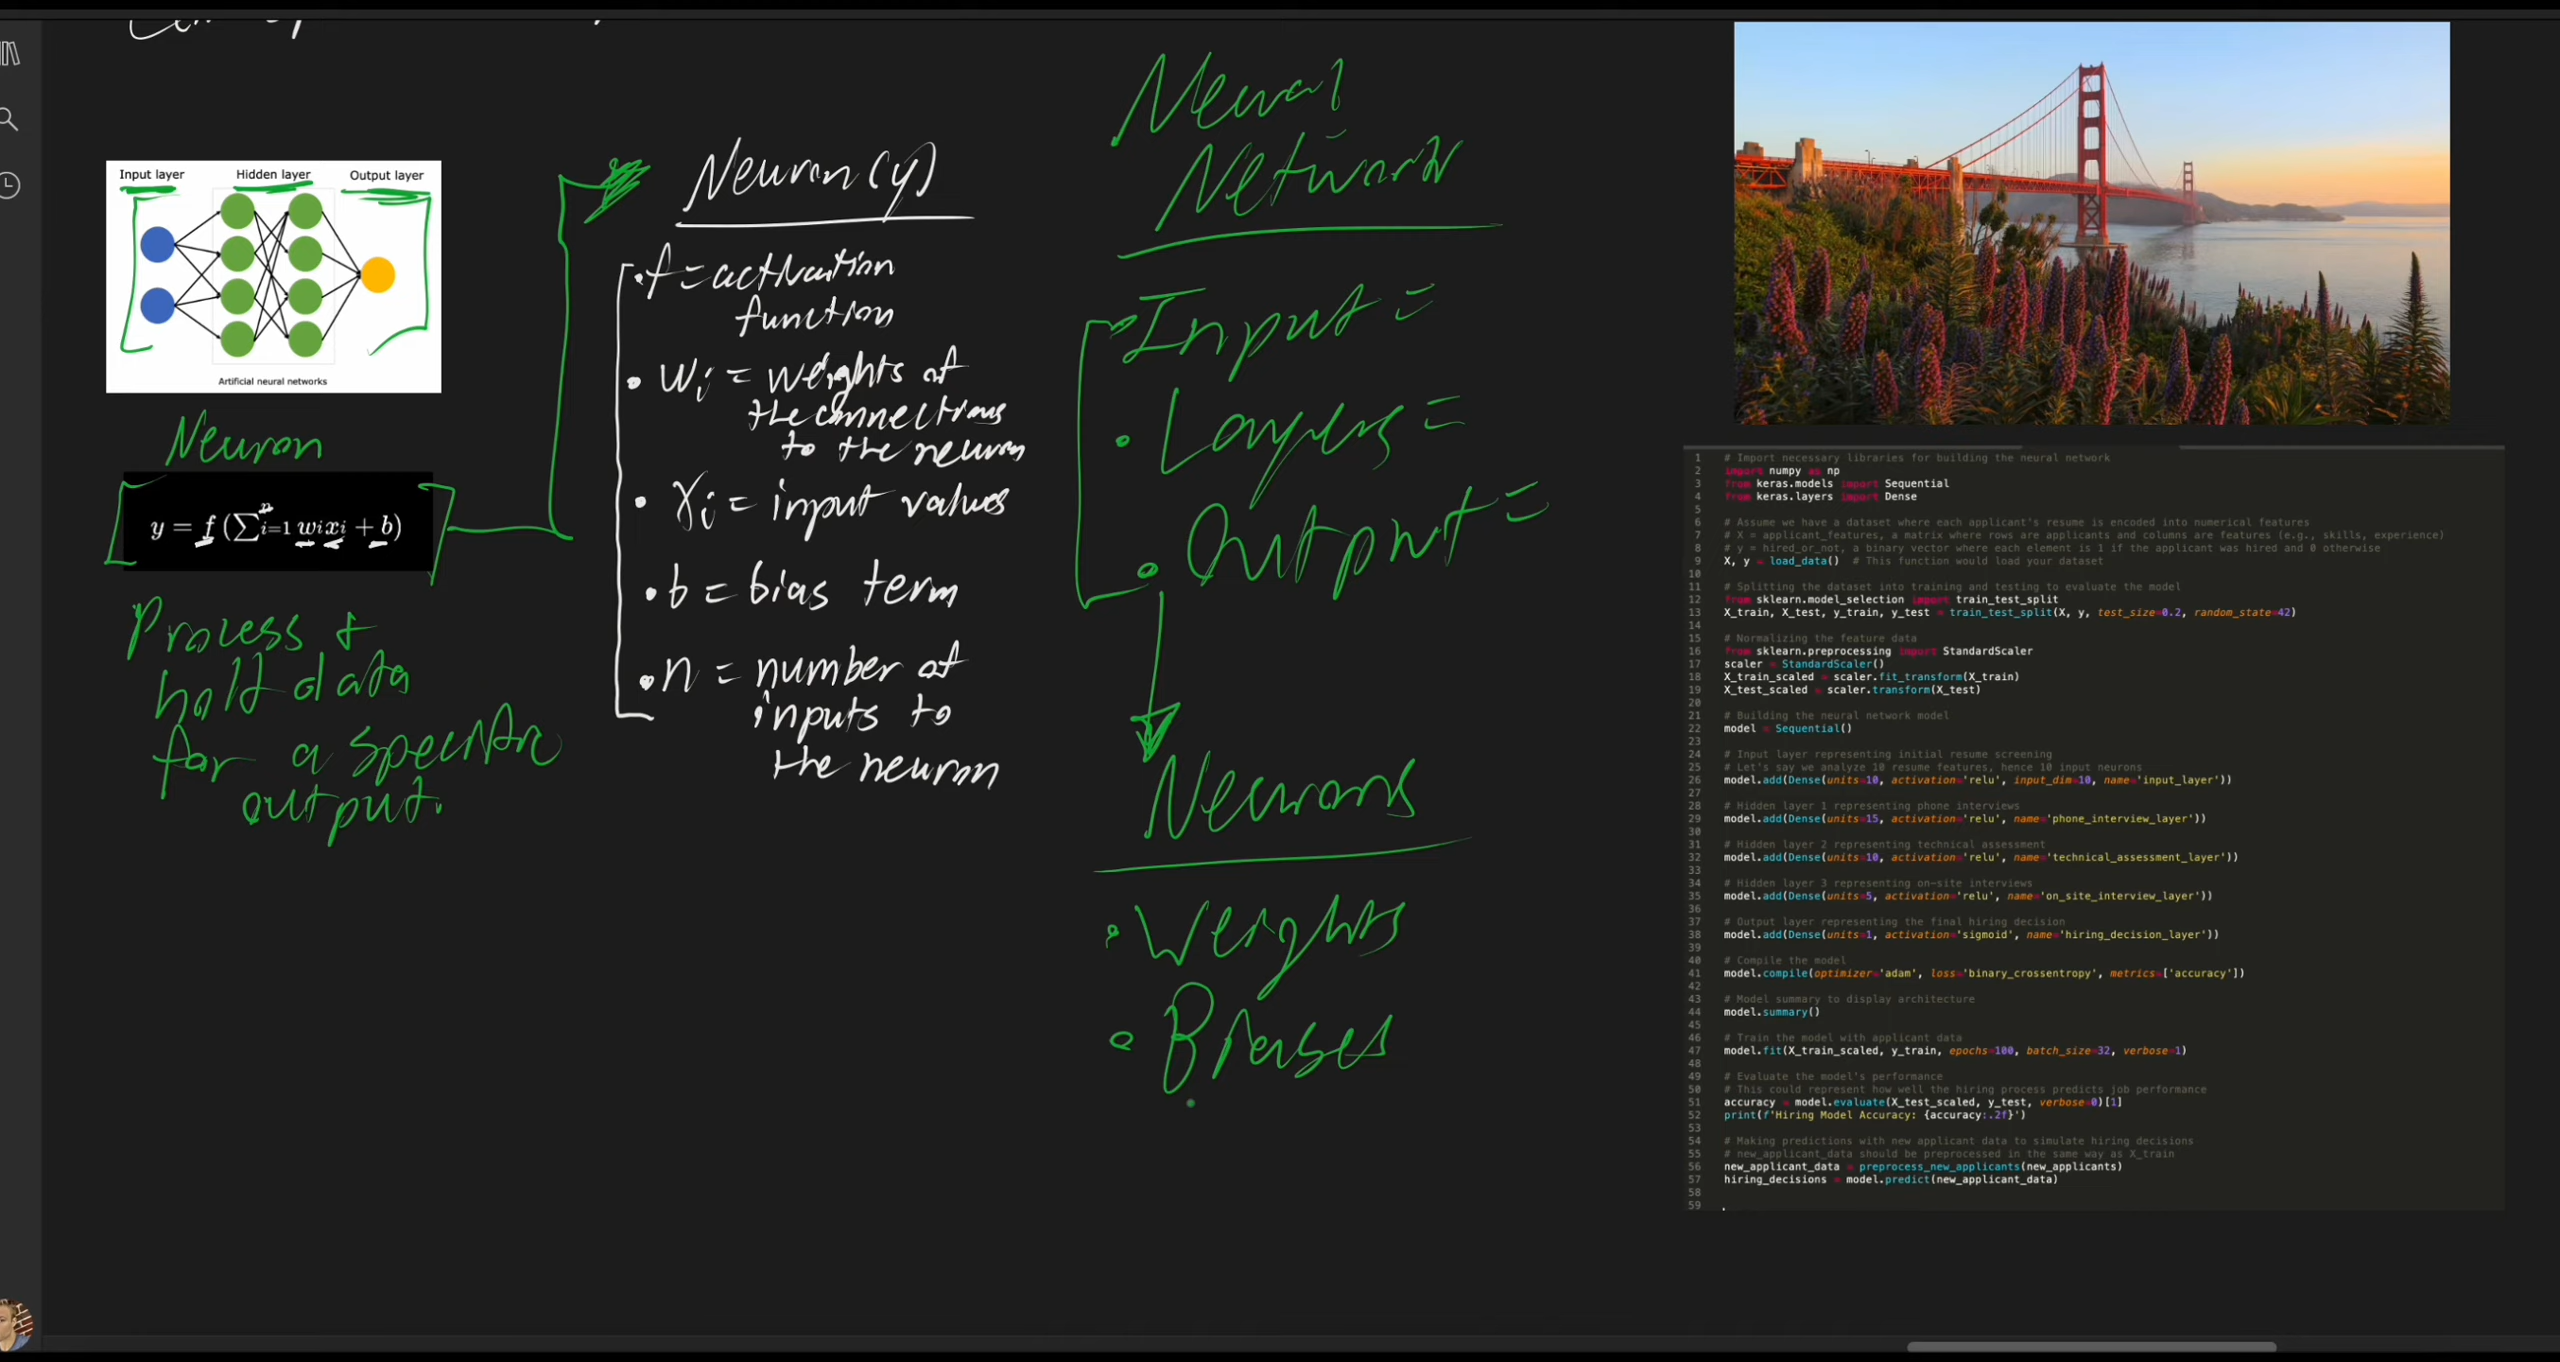 Input layer
Hidden layer
Output layer
Artificial neural networks
Neuron
y = f (∑ⁿi=1 wixi + b)
Process &
hold data
for a specific
output.
Neuron (y)
• f = activation
function
• wi = weights of
the connections
to the neuron
• xi = input values
• b = bias term
• n = number of
inputs to
the neuron
Neural
Network
• Input =
• Layers =
• Output =
Neurons
• Weights
• Biases
1 # Import necessary libraries for building the neural network
2 import numpy as np
3 from keras.models import Sequential
4 from keras.layers import Dense
5
6 # Assume we have a dataset where each applicant's resume is encoded into numerical features
7 # X = applicant_features, a matrix where rows are applicants and columns are features (e.g., skills, experience)
8 # y = hired_or_not, a binary vector where each element is 1 if the applicant was hired and 0 otherwise
9 X, y = load_data()  # This function would load your dataset
10
11 # Splitting the dataset into training and testing to evaluate the model
12 from sklearn.model_selection import train_test_split
13 X_train, X_test, y_train, y_test = train_test_split(X, y, test_size=0.2, random_state=42)
14
15 # Normalizing the feature data
16 from sklearn.preprocessing import StandardScaler
17 scaler = StandardScaler()
18 X_train_scaled = scaler.fit_transform(X_train)
19 X_test_scaled = scaler.transform(X_test)
20
21 # Building the neural network model
22 model = Sequential()
23
24 # Input layer representing initial resume screening
25 # Let's say we analyze 10 resume features, hence 10 input neurons
26 model.add(Dense(units=10, activation='relu', input_dim=10, name='input_layer'))
27
28 # Hidden layer 1 representing phone interviews
29 model.add(Dense(units=15, activation='relu', name='phone_interview_layer'))
30
31 # Hidden layer 2 representing technical assessment
32 model.add(Dense(units=10, activation='relu', name='technical_assessment_layer'))
33
34 # Hidden layer 3 representing on-site interviews
35 model.add(Dense(units=5, activation='relu', name='on_site_interview_layer'))
36
37 # Output layer representing the final hiring decision
38 model.add(Dense(units=1, activation='sigmoid', name='hiring_decision_layer'))
39
40 # Compile the model
41 model.compile(optimizer='adam', loss='binary_crossentropy', metrics=['accuracy'])
42
43 # Model summary to display architecture
44 model.summary()
45
46 # Train the model with applicant data
47 model.fit(X_train_scaled, y_train, epochs=100, batch_size=32, verbose=1)
48
49 # Evaluate the model's performance
50 # This could represent how well the hiring process predicts job performance
51 accuracy = model.evaluate(X_test_scaled, y_test, verbose=0)[1]
52 print(f'Hiring Model Accuracy: {accuracy:.2f}')
53
54 # Making predictions with new applicant data to simulate hiring decisions
55 # new_applicant_data should be preprocessed in the same way as X_train
56 new_applicant_data = preprocess_new_applicants(new_applicants)
57 hiring_decisions = model.predict(new_applicant_data)
58
59